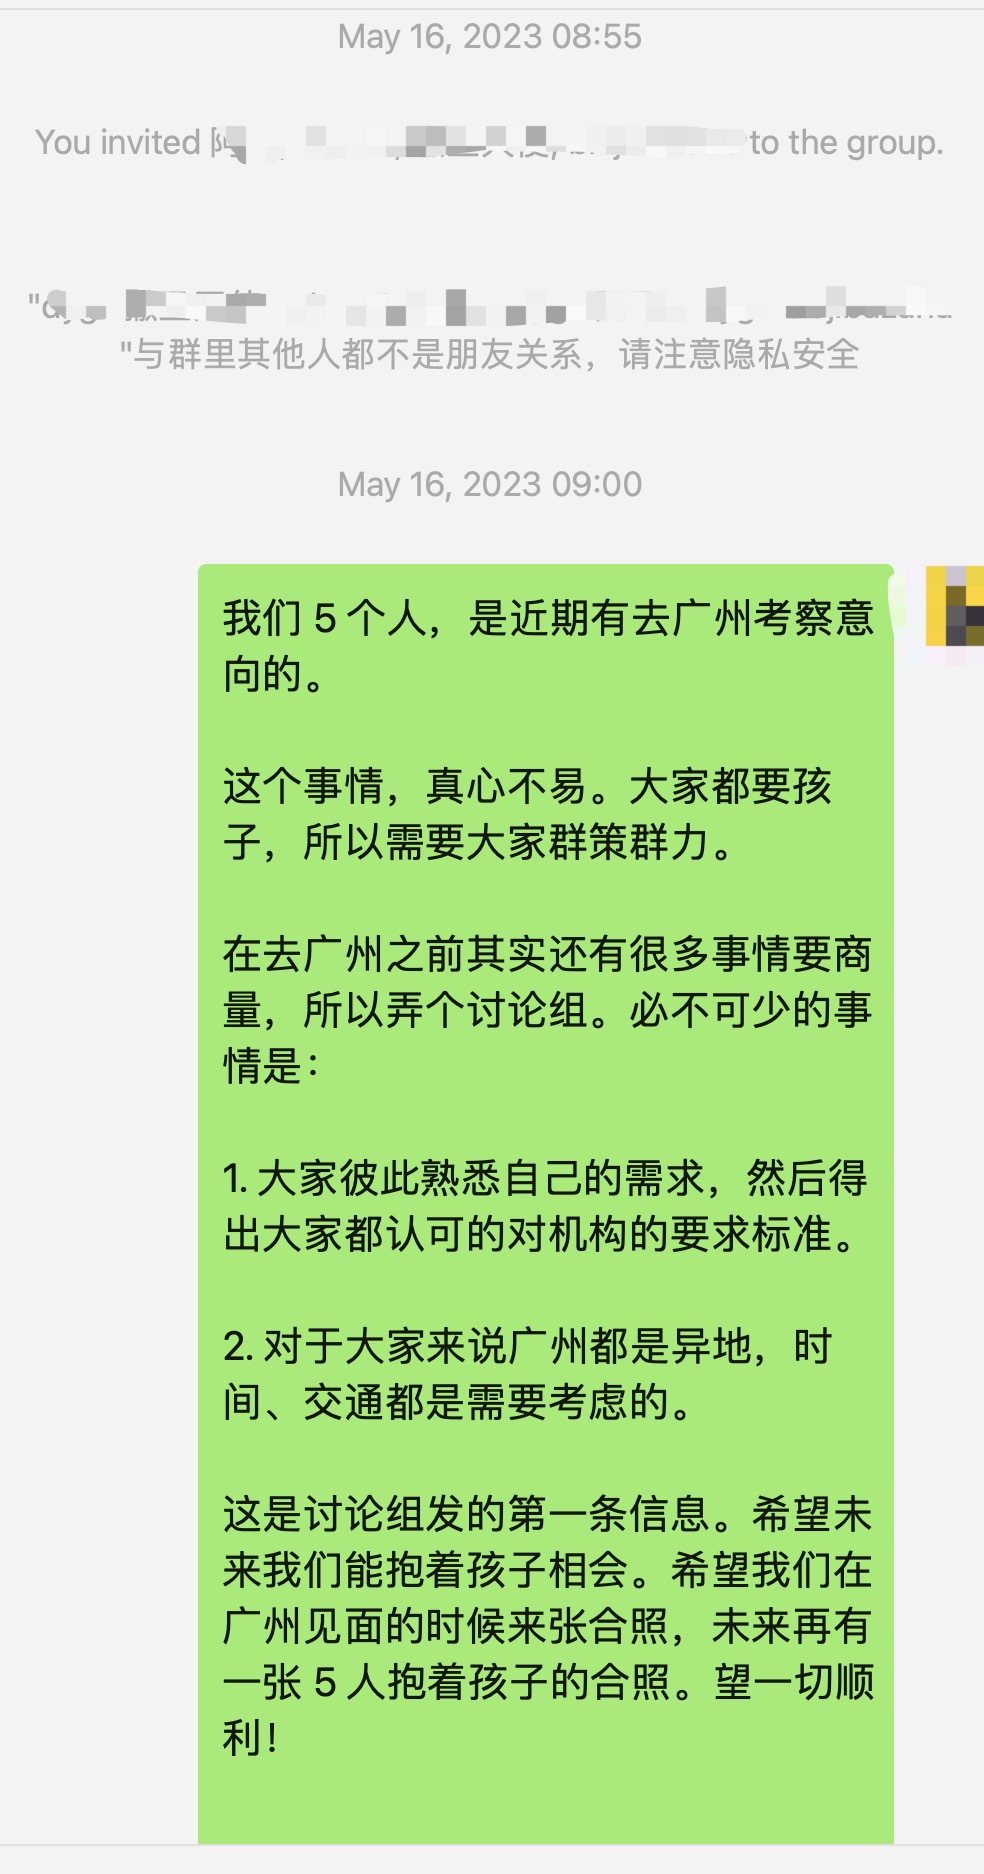 May 16, 2023 08:55
You invited to the group.
"与群里其他人都不是朋友关系，请注意隐私安全
May 16, 2023 09:00
我们 5 个人，是近期有去广州考察意
向的。
这个事情，真心不易。大家都要孩
子，所以需要大家群策群力。
在去广州之前其实还有很多事情要商
量，所以弄个讨论组。必不可少的事
情是：
1. 大家彼此熟悉自己的需求，然后得
出大家都认可的对机构的要求标准。
2. 对于大家来说广州都是异地，时
间、交通都是需要考虑的。
这是讨论组发的第一条信息。希望未
来我们能抱着孩子相会。希望我们在
广州见面的时候来张合照，未来再有
一张 5 人抱着孩子的合照。望一切顺
利！